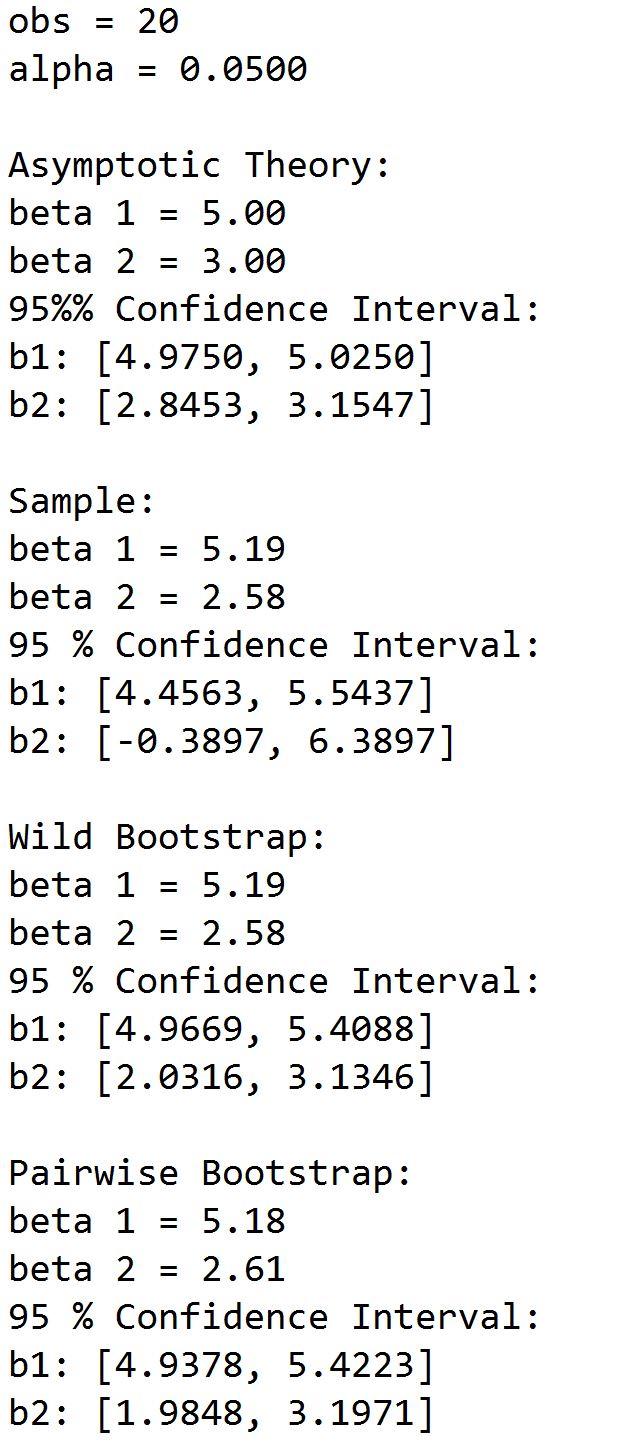 obs = 20
alpha = 0.0500
Asymptotic Theory:
beta 1 = 5.00
beta 2 = 3.00
95%% Confidence Interval:
b1: [4.9750, 5.0250]
b2: [2.8453, 3.1547]
Sample:
beta 1 = 5.19
beta 2 = 2.58
95 % Confidence Interval:
b1: [4.4563, 5.5437]
b2: [-0.3897, 6.3897]
Wild Bootstrap:
beta 1 = 5.19
beta 2 = 2.58
95 % Confidence Interval:
b1: [4.9669, 5.4088]
b2: [2.0316, 3.1346]
Pairwise Bootstrap:
beta 1 = 5.18
beta 2 = 2.61
95 % Confidence Interval:
b1: [4.9378, 5.4223]
b2: [1.9848, 3.1971]